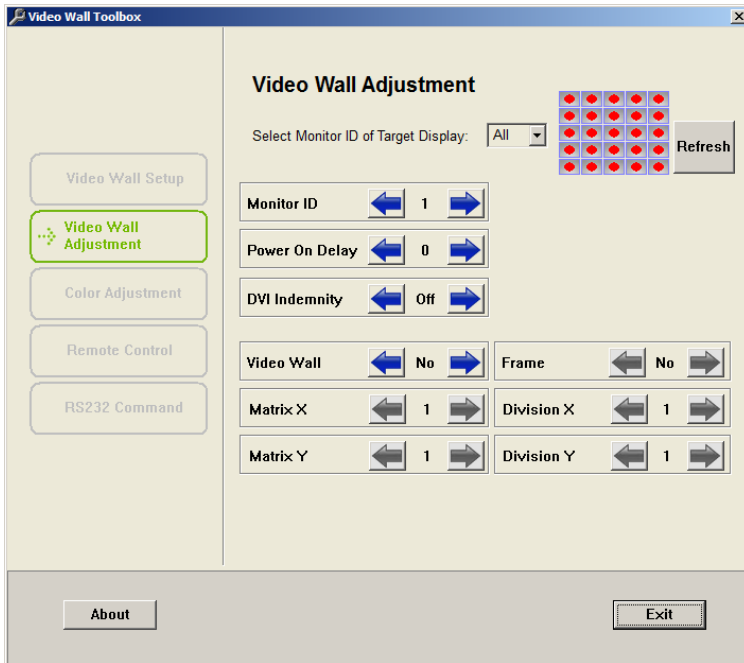 Video Wall Toolbox
Video Wall Adjustment
Select Monitor ID of Target Display: All
Refresh
Video Wall Setup
Video Wall
Adjustment
Color Adjustment
Remote Control
RS232 Command
Monitor ID 1
Power On Delay 0
DVI Indemnity Off
Video Wall No
Frame No
Matrix X 1
Division X 1
Matrix Y 1
Division Y 1
About
Exit